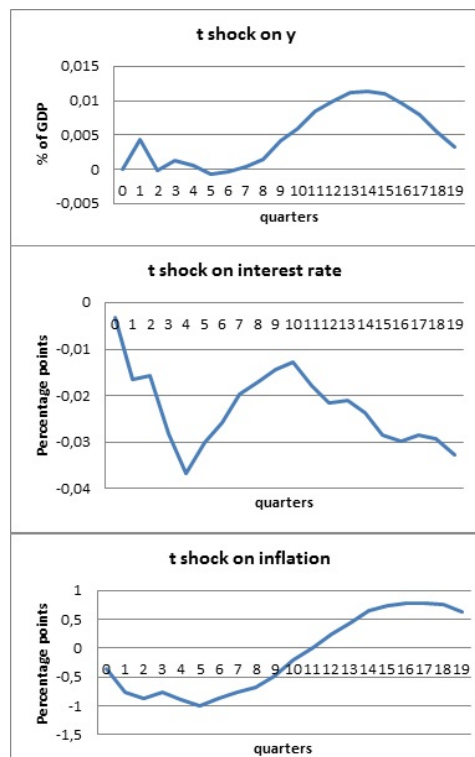 t shock on y
0,015
0,01
0,005
0
-0,005
% of GDP
0 1 2 3 4 5 6 7 8 9 10 11 12 13 14 15 16 17 18 19
quarters
t shock on interest rate
0
-0,01
-0,02
-0,03
-0,04
Percentage points
0 1 2 3 4 5 6 7 8 9 10 11 12 13 14 15 16 17 18 19
quarters
t shock on inflation
1
0,5
0
-0,5
-1
-1,5
Percentage points
0 1 2 3 4 5 6 7 8 9 10 11 12 13 14 15 16 17 18 19
quarters